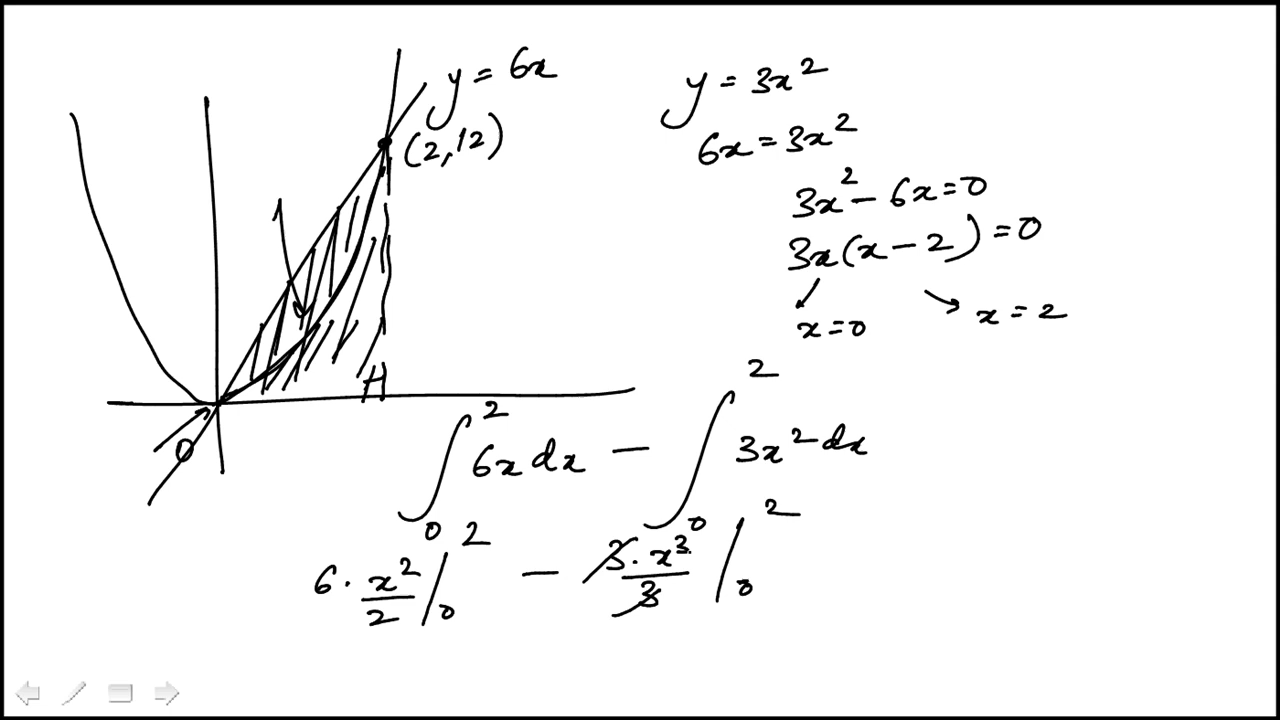 y = 6x
(2,12)
0
y = 3x²
6x = 3x²
3x² - 6x = 0
3x(x - 2) = 0
x = 0
x = 2
∫₀² 6x dx - ∫₀² 3x² dx
6 · x²/2 |₀² - 3 · x³/3 |₀²